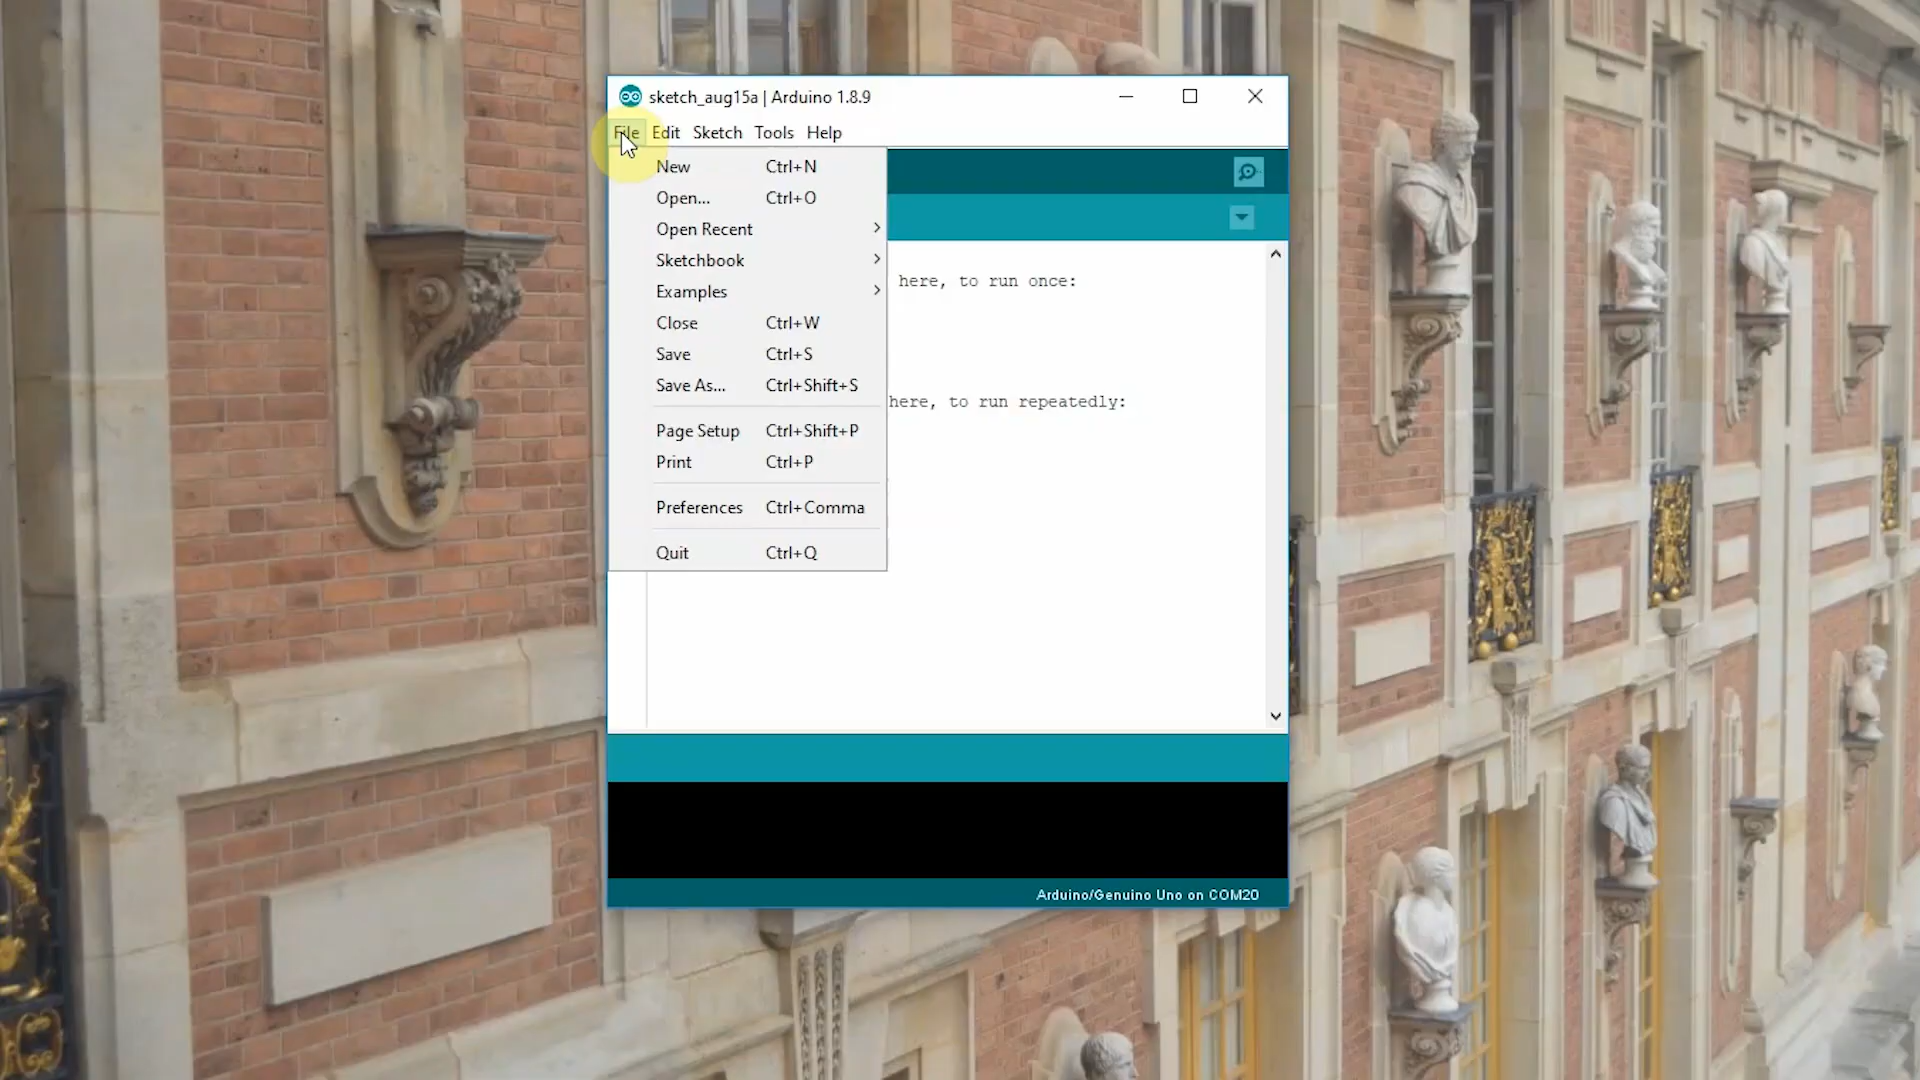 sketch_aug15a | Arduino 1.8.9
File Edit Sketch Tools Help
New Ctrl+N
Open... Ctrl+O
Open Recent
Sketchbook
Examples
Close Ctrl+W
Save Ctrl+S
Save As... Ctrl+Shift+S
Page Setup Ctrl+Shift+P
Print Ctrl+P
Preferences Ctrl+Comma
Quit Ctrl+Q
here, to run once:
here, to run repeatedly:
Arduino/Genuino Uno on COM20